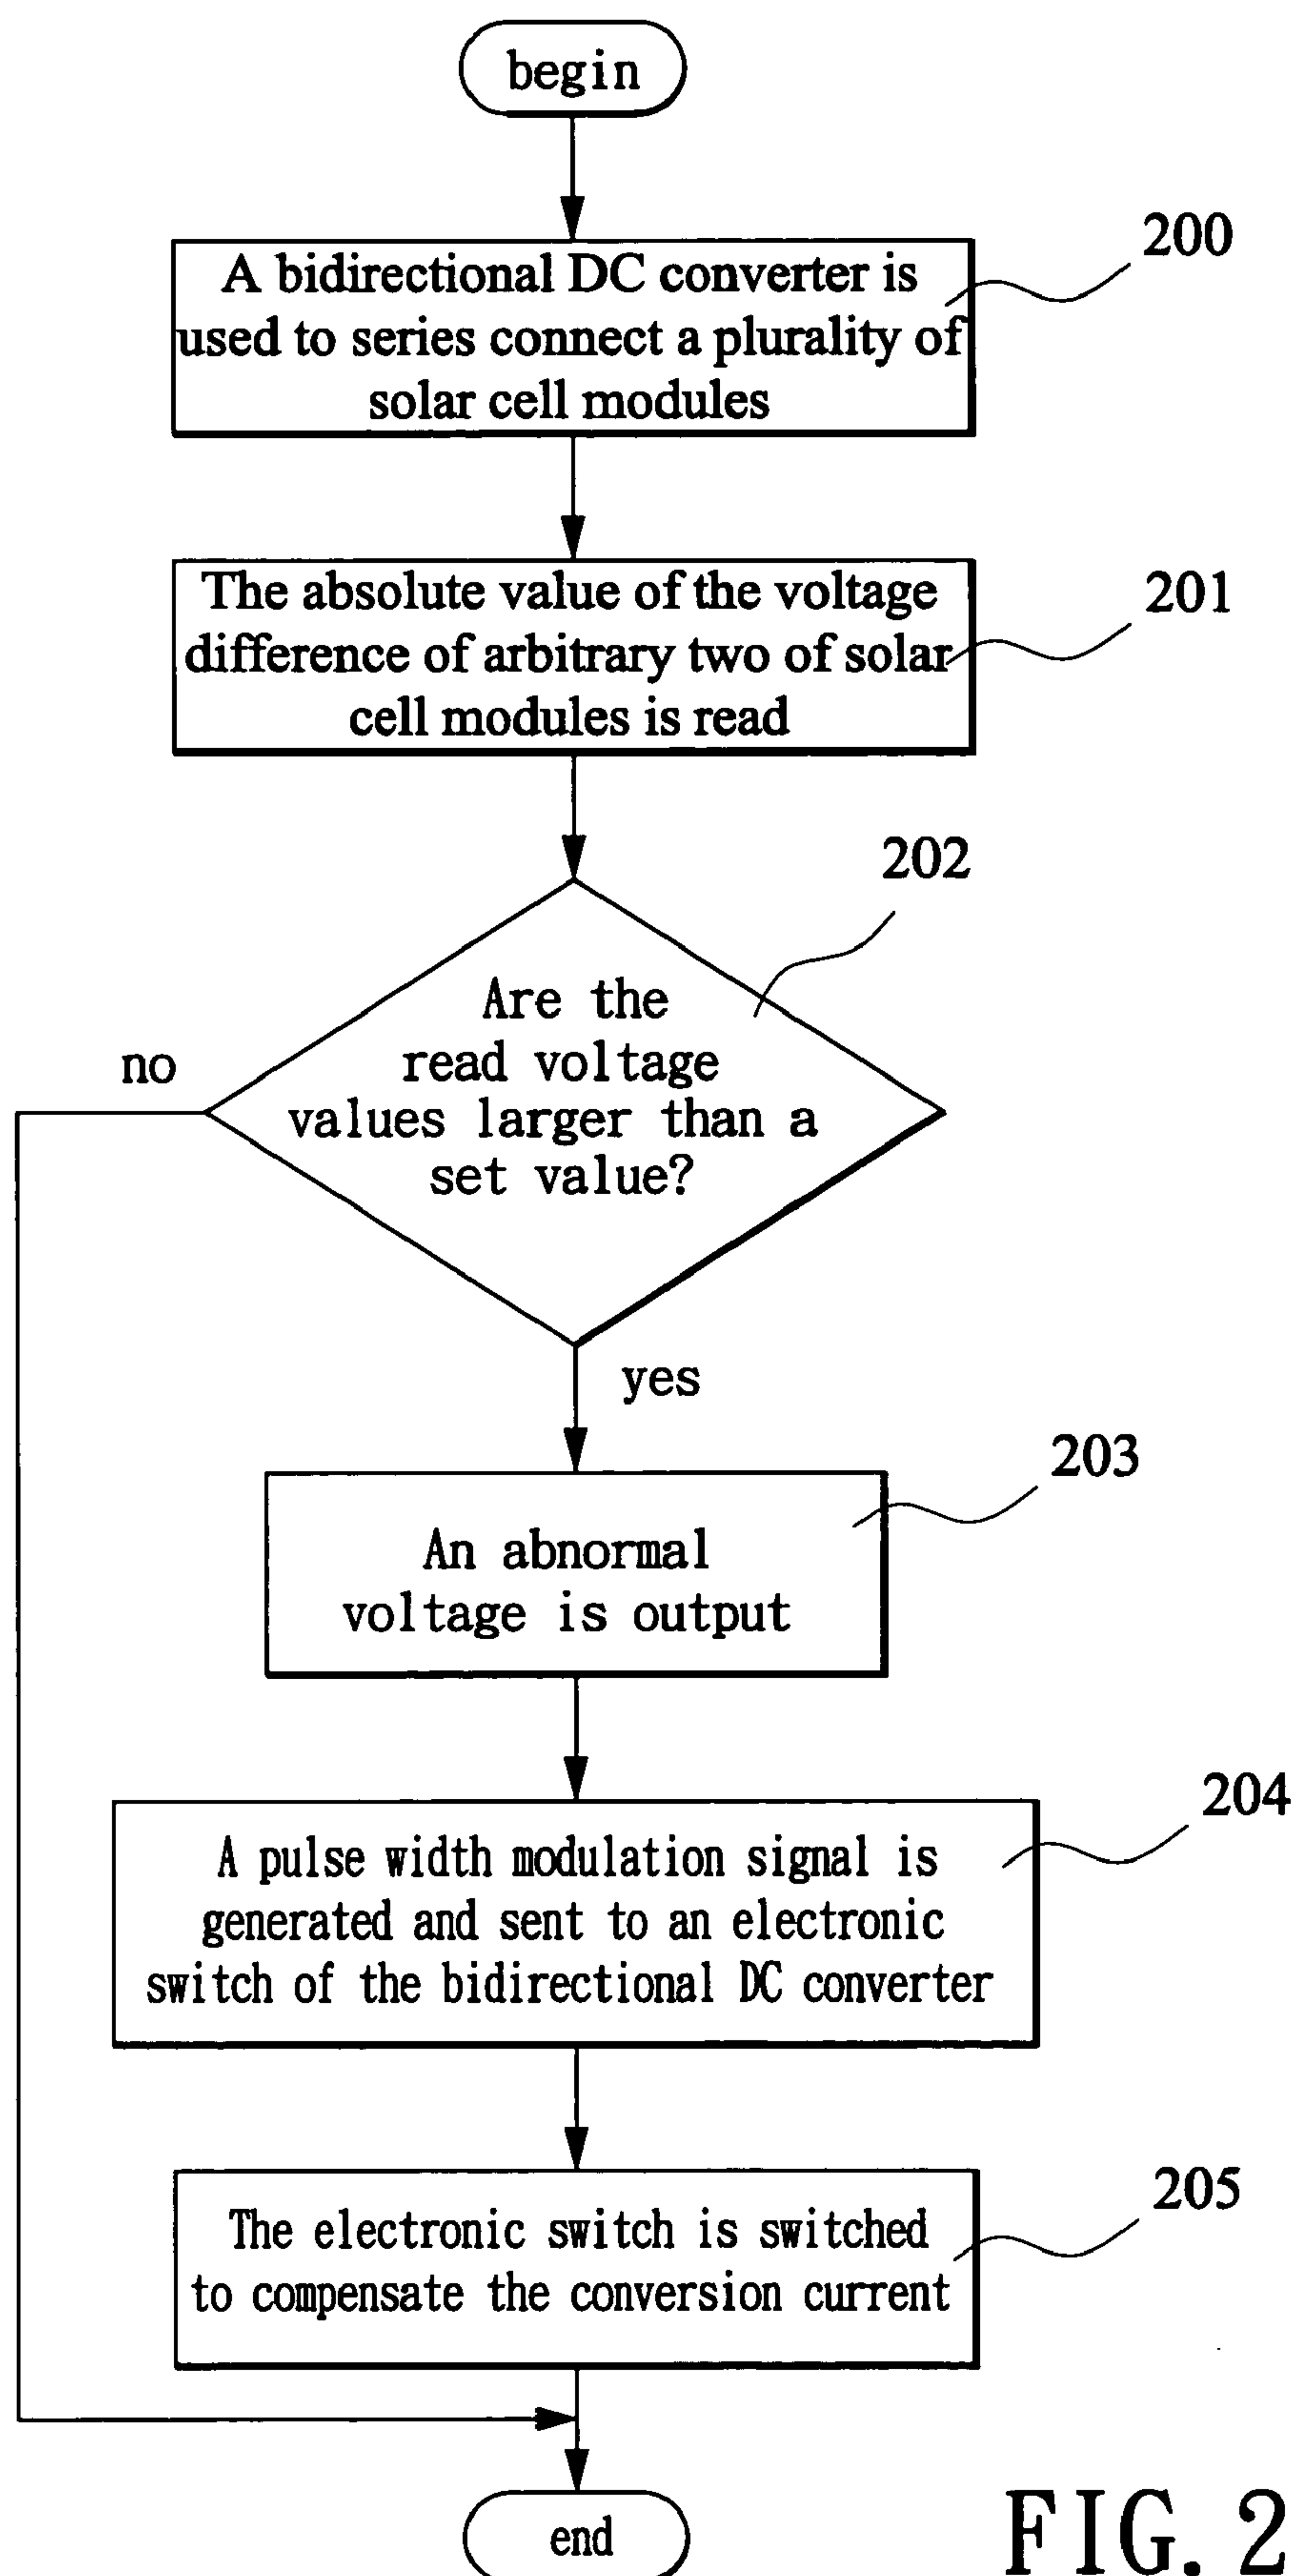 begin
200
A bidirectional DC converter is
used to series connect a plurality of
solar cell modules
201
The absolute value of the voltage
difference of arbitrary two of solar
cell modules is read
202
Are the
read voltage
values larger than a
set value?
no
yes
203
An abnormal
voltage is output
204
A pulse width modulation signal is
generated and sent to an electronic
switch of the bidirectional DC converter
205
The electronic switch is switched
to compensate the conversion current
end
FIG. 2